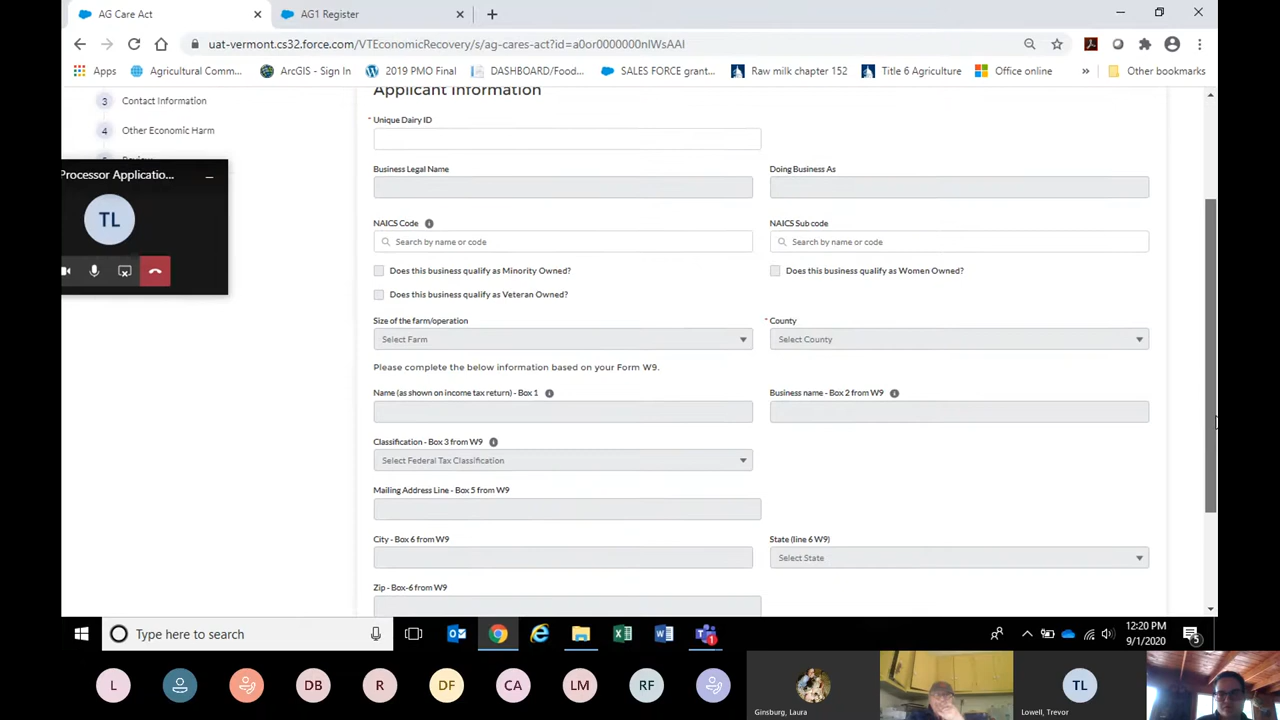 AG Care Act
AG1 Register
uat-vermont.cs32.force.com/VTEconomicRecovery/s/ag-cares-act?id=a0or0000000nIWsAAI
Apps Agricultural Comm... ArcGIS - Sign In 2019 PMO Final DASHBOARD/Food... SALES FORCE grant... Raw milk chapter 152 Title 6 Agriculture Office online » Other bookmarks
3 Contact Information
4 Other Economic Harm
Applicant Information
* Unique Dairy ID
Business Legal Name Doing Business As
NAICS Code NAICS Sub code
Search by name or code Search by name or code
Does this business qualify as Minority Owned? Does this business qualify as Women Owned?
Does this business qualify as Veteran Owned?
Size of the farm/operation * County
Select Farm Select County
Please complete the below information based on your Form W9.
Name (as shown on income tax return) - Box 1 Business name - Box 2 from W9
Classification - Box 3 from W9
Select Federal Tax Classification
Mailing Address Line - Box 5 from W9
City - Box 6 from W9 State (line 6 W9)
Select State
Zip - Box-6 from W9
Processor Applicatio...
TL
Type here to search
12:20 PM
9/1/2020
L DB R DF CA LM RF TL
Ginsburg, Laura Lowell, Trevor